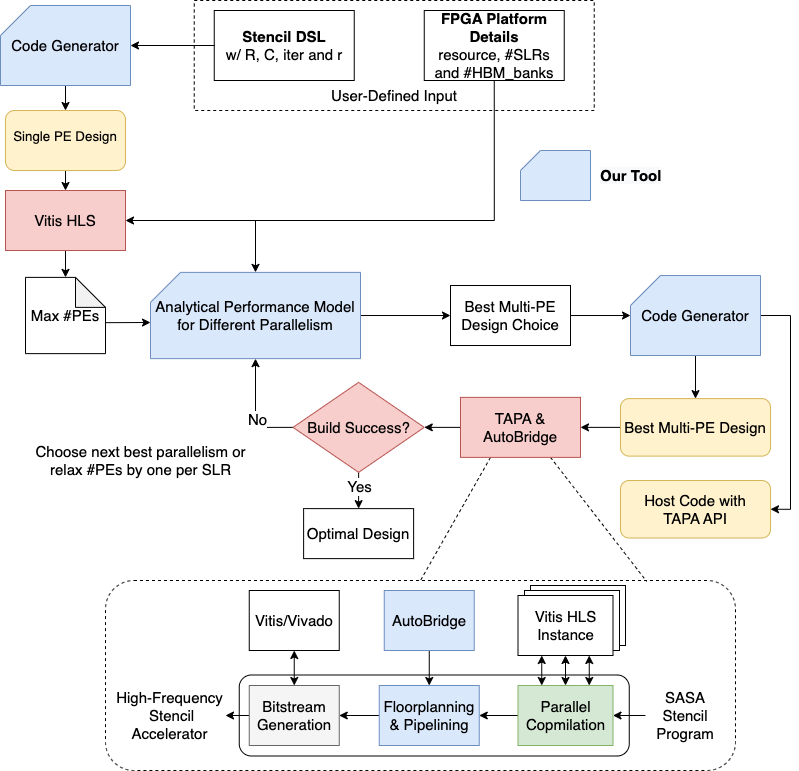 Code Generator
Stencil DSL
w/ R, C, iter and r
FPGA Platform
Details
resource, #SLRs
and #HBM_banks
User-Defined Input
Single PE Design
Our Tool
Vitis HLS
Max #PEs
Analytical Performance Model
for Different Parallelism
Best Multi-PE
Design Choice
Code Generator
No
Build Success?
TAPA &
AutoBridge
Best Multi-PE Design
Choose next best parallelism or
relax #PEs by one per SLR
Yes
Host Code with
TAPA API
Optimal Design
Vitis/Vivado
AutoBridge
Vitis HLS
Instance
High-Frequency
Stencil
Accelerator
Bitstream
Generation
Floorplanning
& Pipelining
Parallel
Copmilation
SASA
Stencil
Program